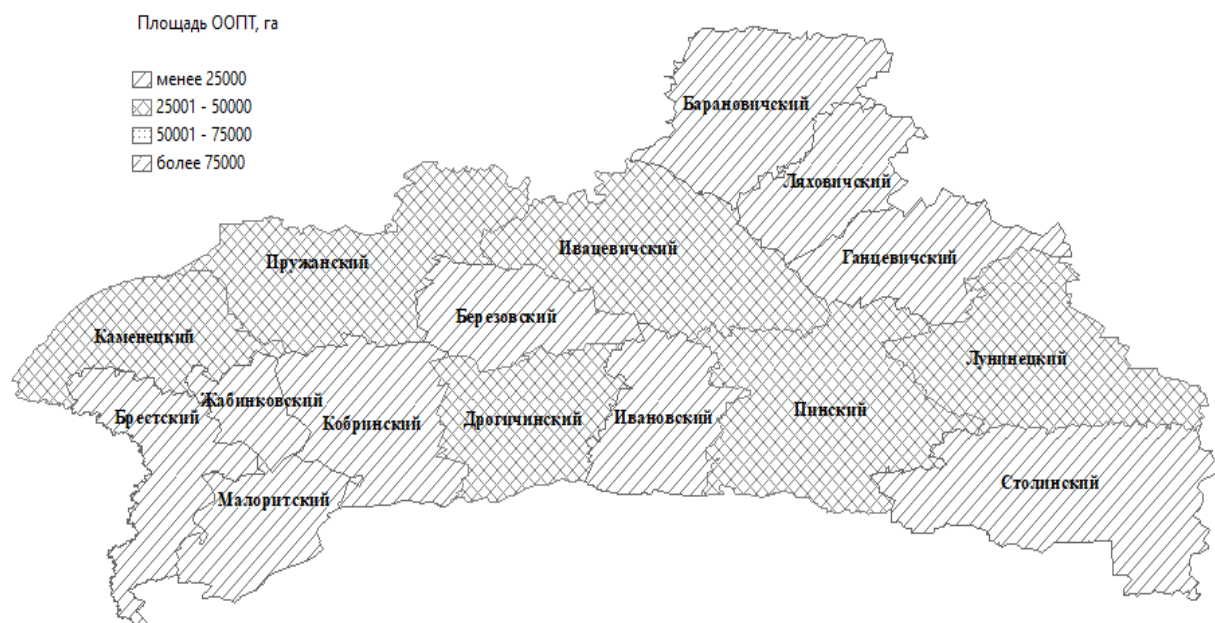 Площадь ООПТ, га
менее 25000
25001 - 50000
50001 - 75000
более 75000
Барановичский
Ляховичский
Ивацевичский
Ганцевичский
Пружанский
Березовский
Каменецкий
Лунинецкий
Жабинковский
Брестский
Кобринский
Дрогичинский
Ивановский
Пинский
Столинский
Малоритский